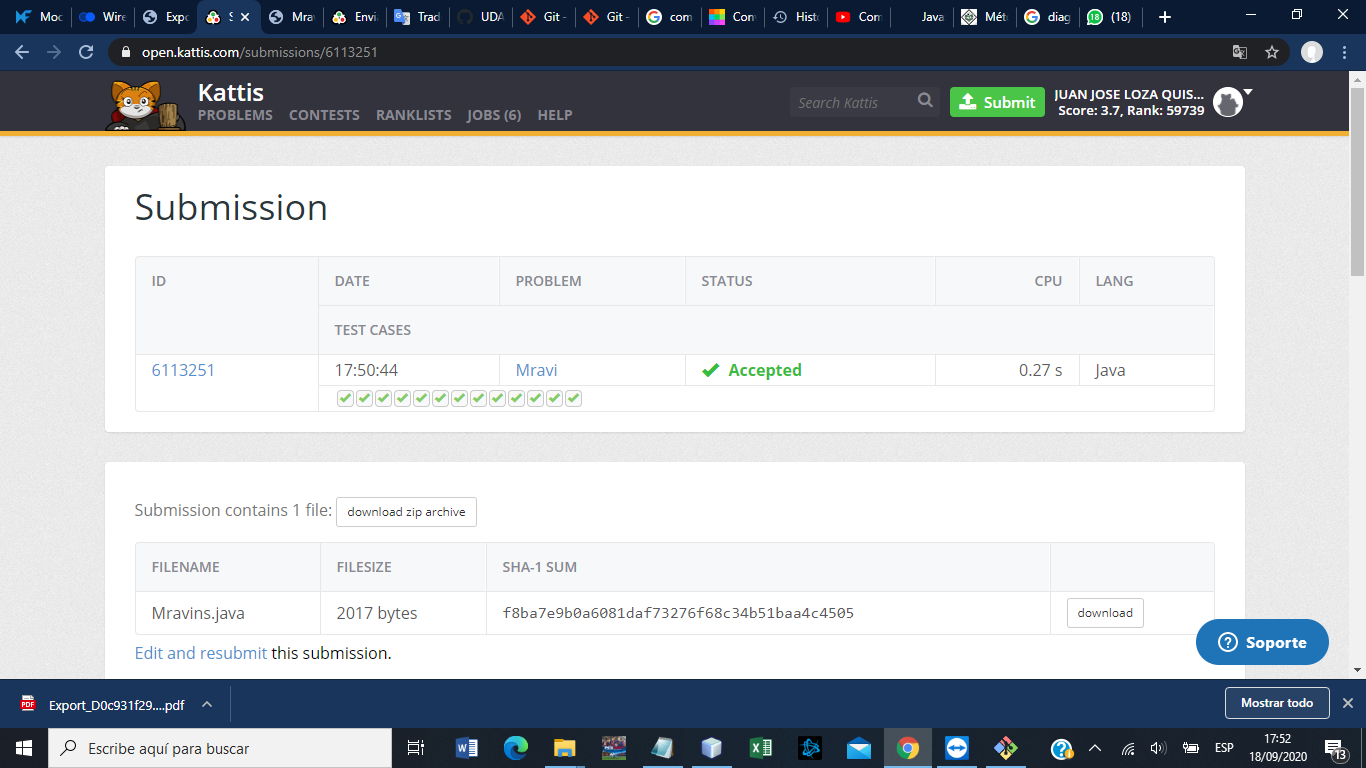 Moc
Wire
Expo
S
Mra
Envi
Trad
UDA
Git -
Git -
com
Con
Histo
Com
Java
Mét
diag
(18)
open.kattis.com/submissions/6113251
Kattis
PROBLEMS CONTESTS RANKLISTS JOBS (6) HELP
Search Kattis
Submit
JUAN JOSE LOZA QUIS...
Score: 3.7, Rank: 59739
Submission
ID DATE PROBLEM STATUS CPU LANG
TEST CASES
6113251 17:50:44 Mravi Accepted 0.27 s Java
Submission contains 1 file: download zip archive
FILENAME FILESIZE SHA-1 SUM
Mravins.java 2017 bytes f8ba7e9b0a6081daf73276f68c34b51baa4c4505 download
Soporte
Edit and resubmit this submission.
PDF
Export_D0c931f29....pdf
Mostrar todo
Escribe aquí para buscar
ESP
17:52
18/09/2020
13